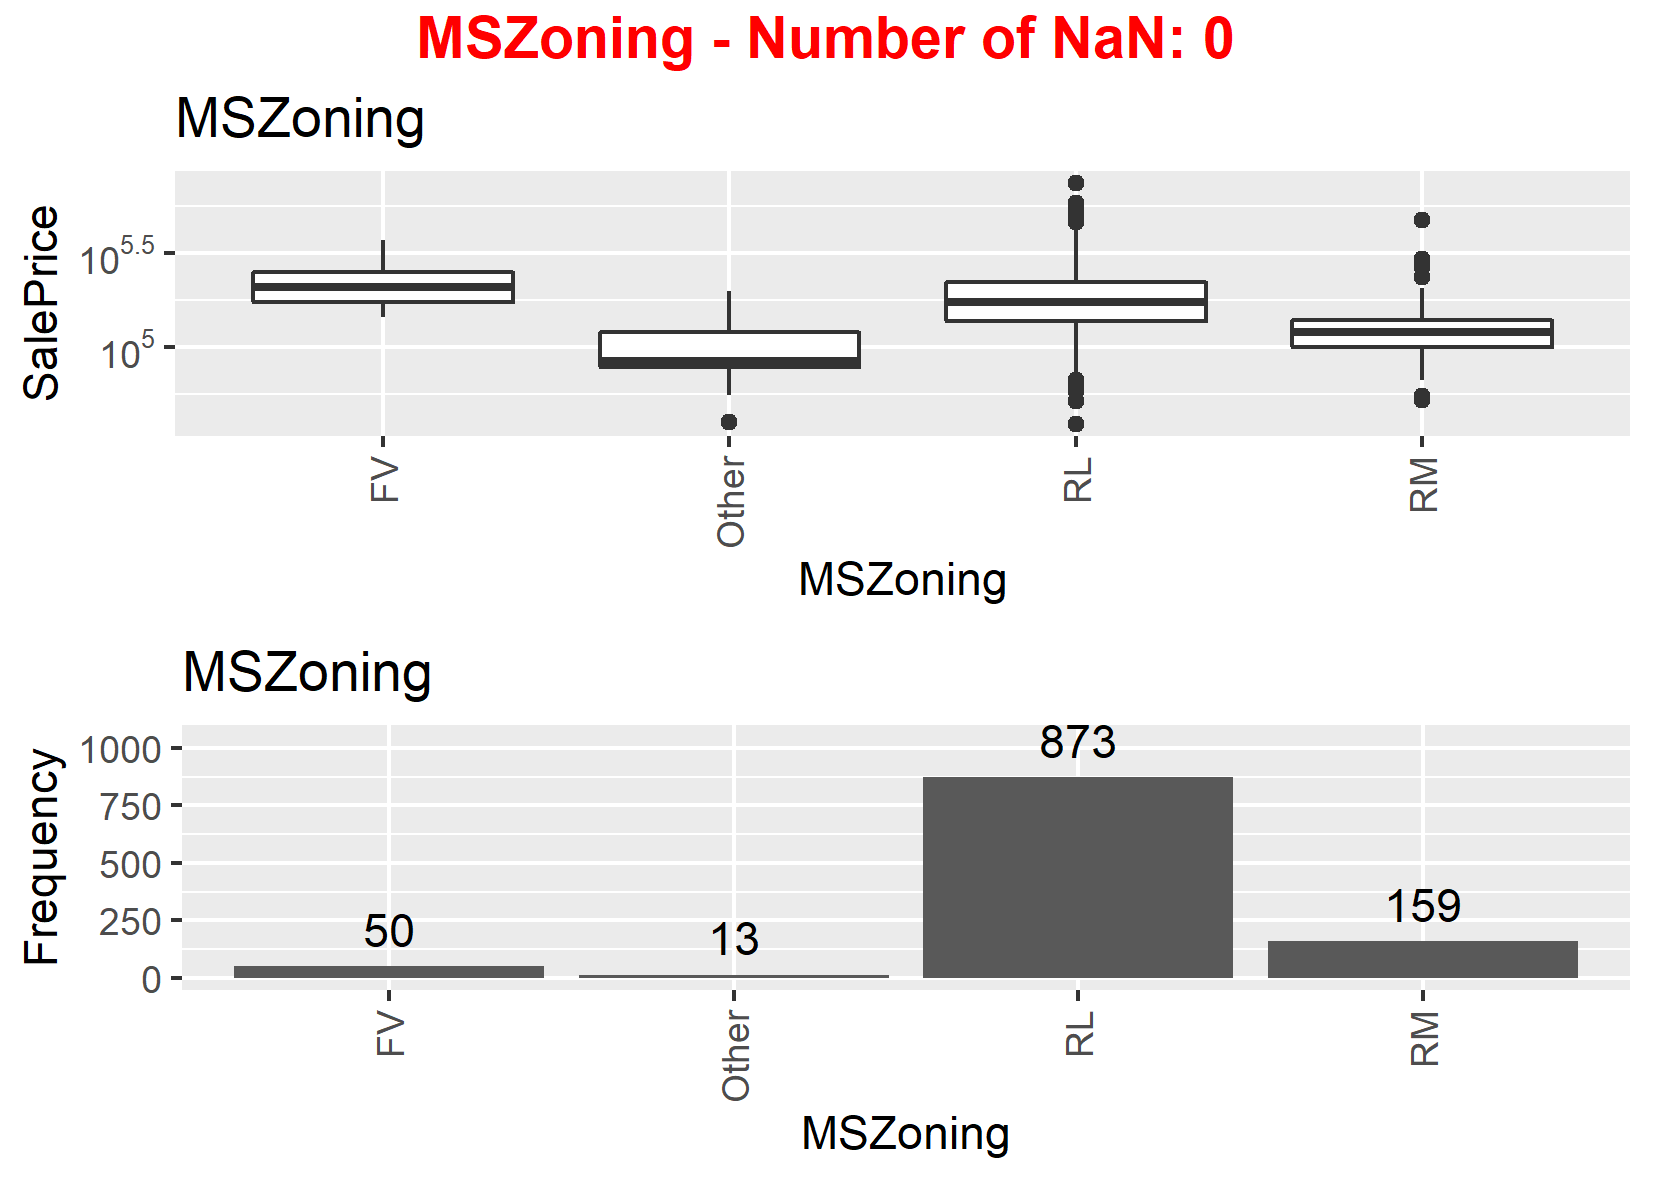 MSZoning - Number of NaN: 0
MSZoning
SalePrice
10^5.5
10^5
FV
Other
RL
RM
MSZoning
MSZoning
Frequency
1000
750
500
250
0
50
13
873
159
FV
Other
RL
RM
MSZoning